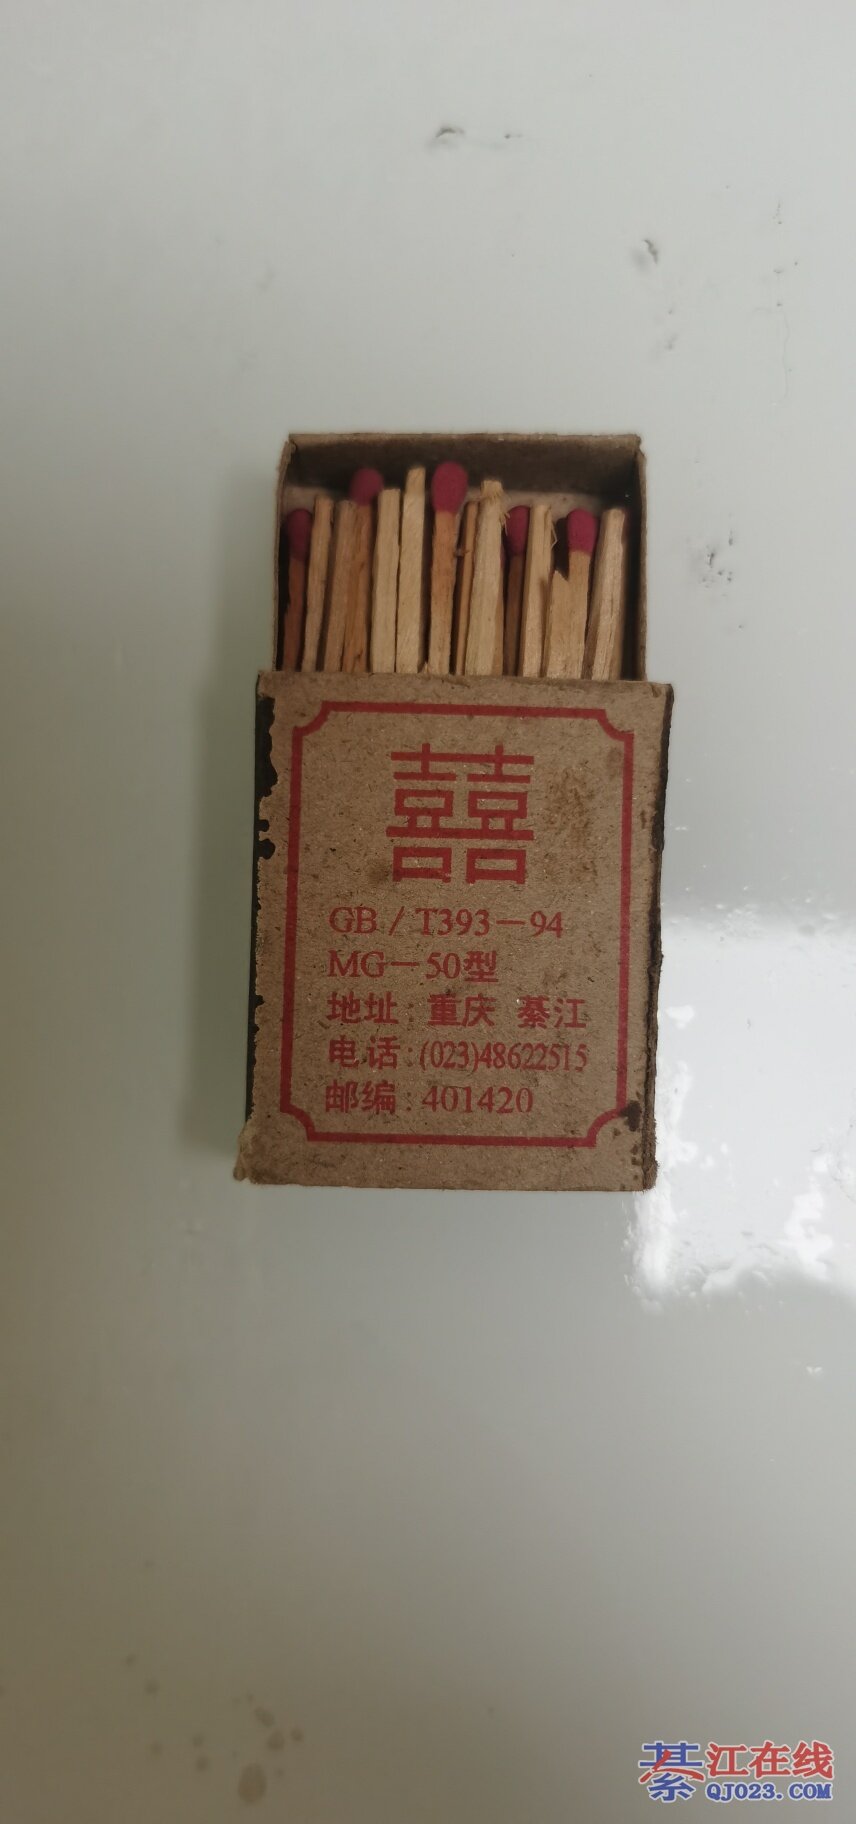 囍
GB/T393-94
MG-50型
地址:重庆 綦江
电话:(023)48622515
邮编:401420
綦江在线
QJ023.COM